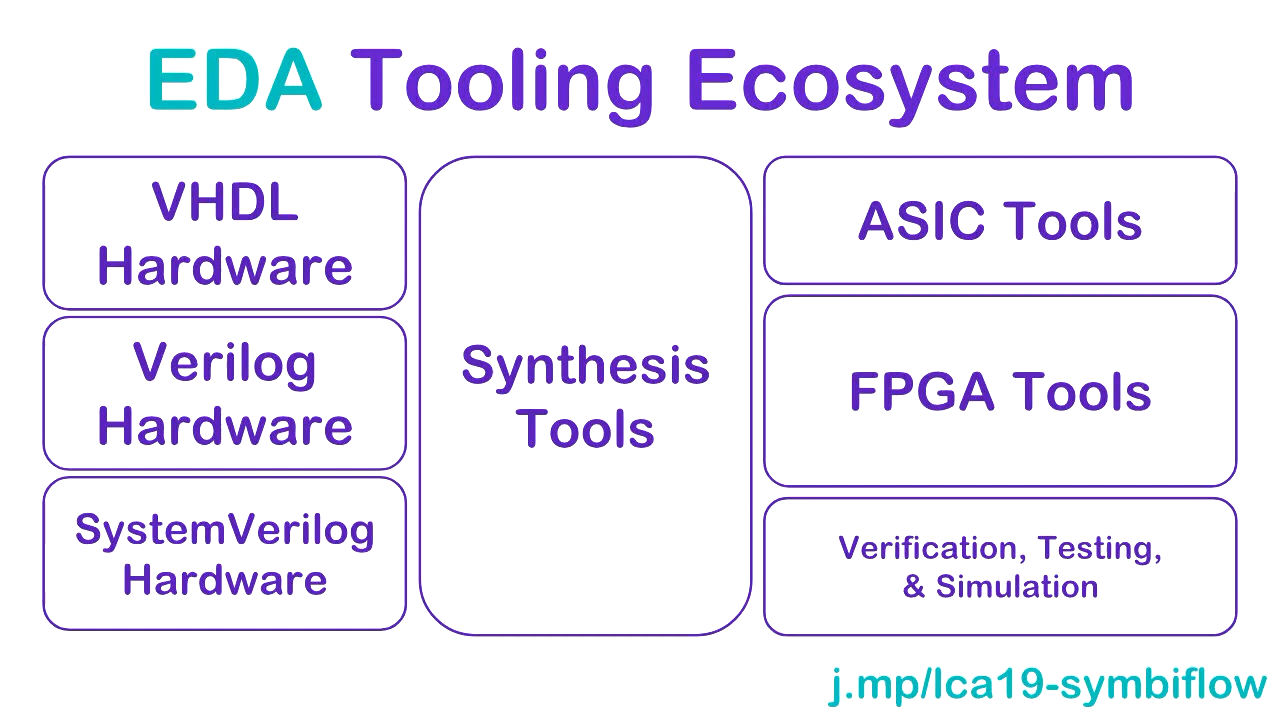 EDA Tooling Ecosystem
VHDL
Hardware
Verilog
Hardware
SystemVerilog
Hardware
Synthesis
Tools
ASIC Tools
FPGA Tools
Verification, Testing,
& Simulation
j.mp/lca19-symbiflow